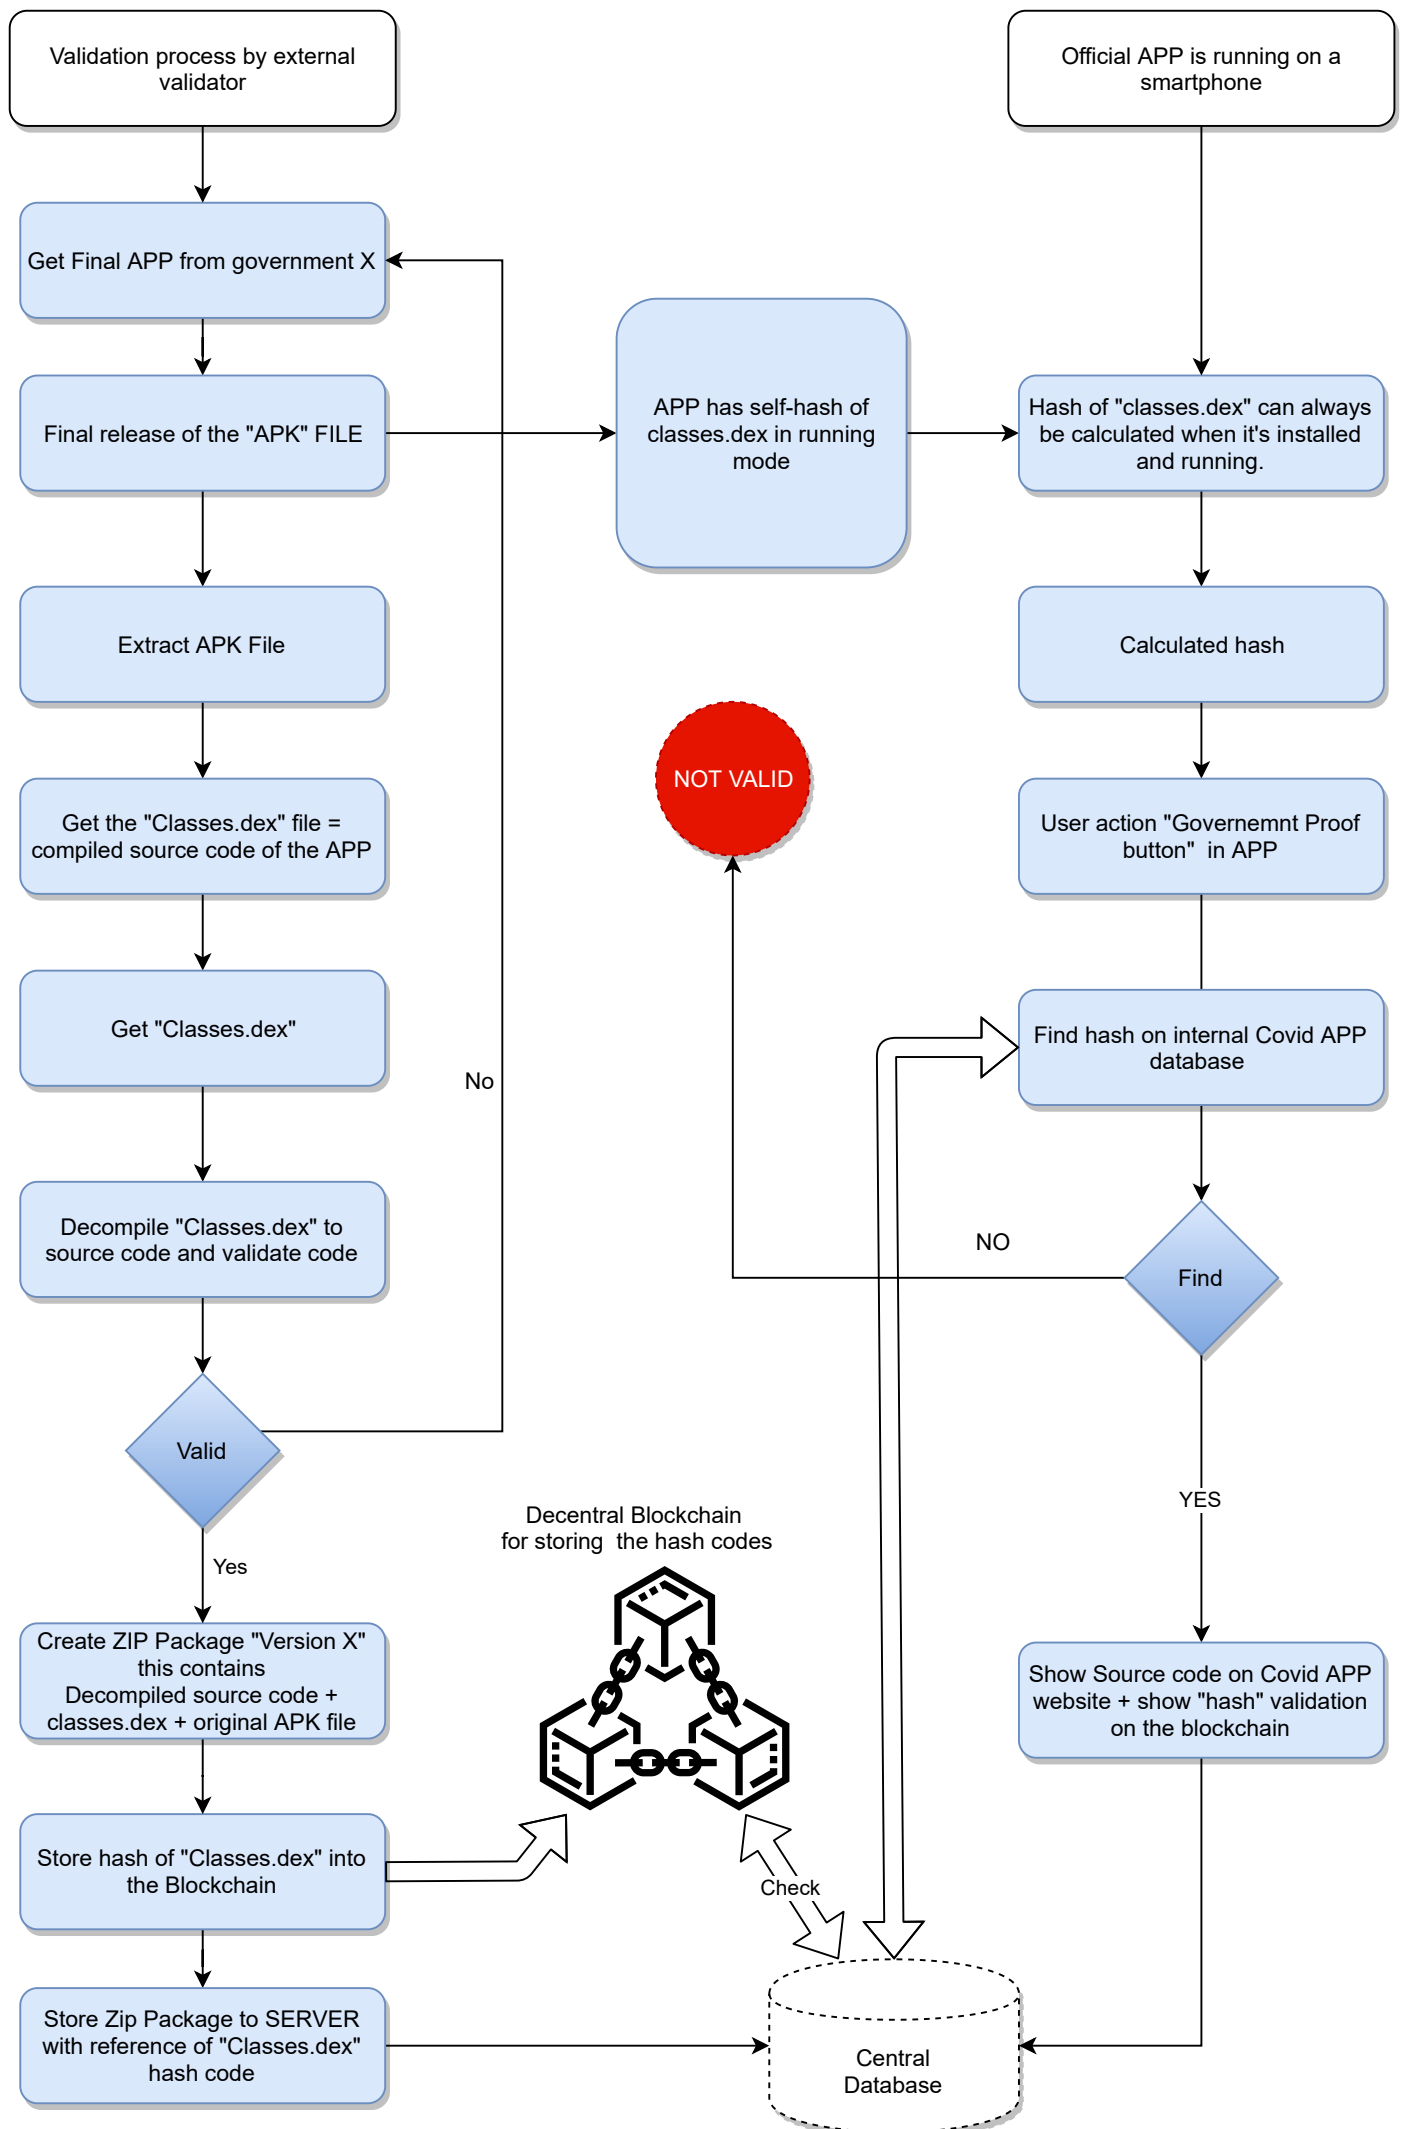 Validation process by external
validator
Official APP is running on a
smartphone
Get Final APP from government X
Final release of the "APK" FILE
APP has self-hash of
classes.dex in running
mode
Hash of "classes.dex" can always
be calculated when it's installed
and running.
Extract APK File
Calculated hash
NOT VALID
Get the "Classes.dex" file =
compiled source code of the APP
User action "Governemnt Proof
button"  in APP
Get "Classes.dex"
Find hash on internal Covid APP
database
No
Decompile "Classes.dex" to
source code and validate code
NO
Find
Valid
YES
Decentral Blockchain
for storing  the hash codes
Yes
Create ZIP Package "Version X"
this contains
Decompiled source code +
classes.dex + original APK file
Show Source code on Covid APP
website + show "hash" validation
on the blockchain
Store hash of "Classes.dex" into
the Blockchain
Check
Store Zip Package to SERVER
with reference of "Classes.dex"
hash code
Central
Database